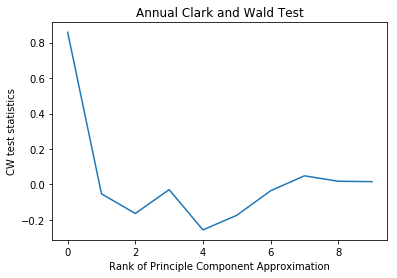 Annual Clark and Wald Test
CW test statistics
0.8
0.6
0.4
0.2
0.0
−0.2
0 2 4 6 8
Rank of Principle Component Approximation